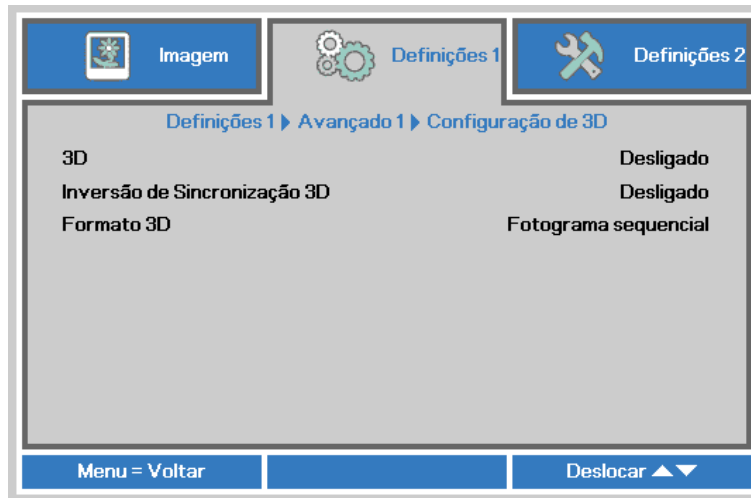 Imagem Definições 1 Definições 2
Definições 1 ▶ Avançado 1 ▶ Configuração de 3D
3D Desligado
Inversão de Sincronização 3D Desligado
Formato 3D Fotograma sequencial
Menu = Voltar Deslocar ▲▼